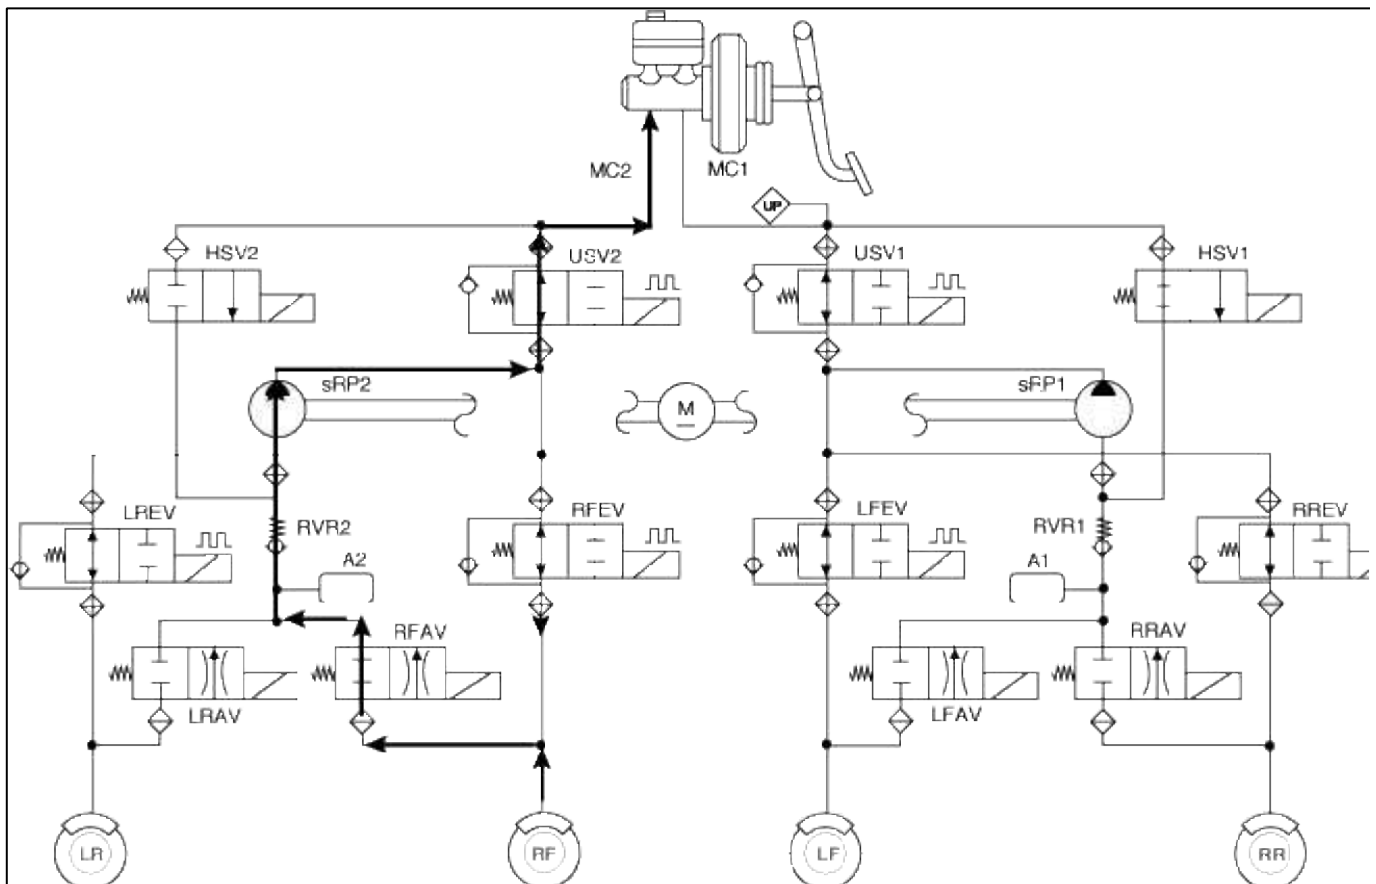 MC2
MC1
UP
HSV2
USV2
USV1
HSV1
sRP2
M
sRP1
LREV
RVR2
RFEV
LFEV
RVR1
RREV
A2
A1
RFAV
RRAV
LRAV
LFAV
LR
RF
LF
RR